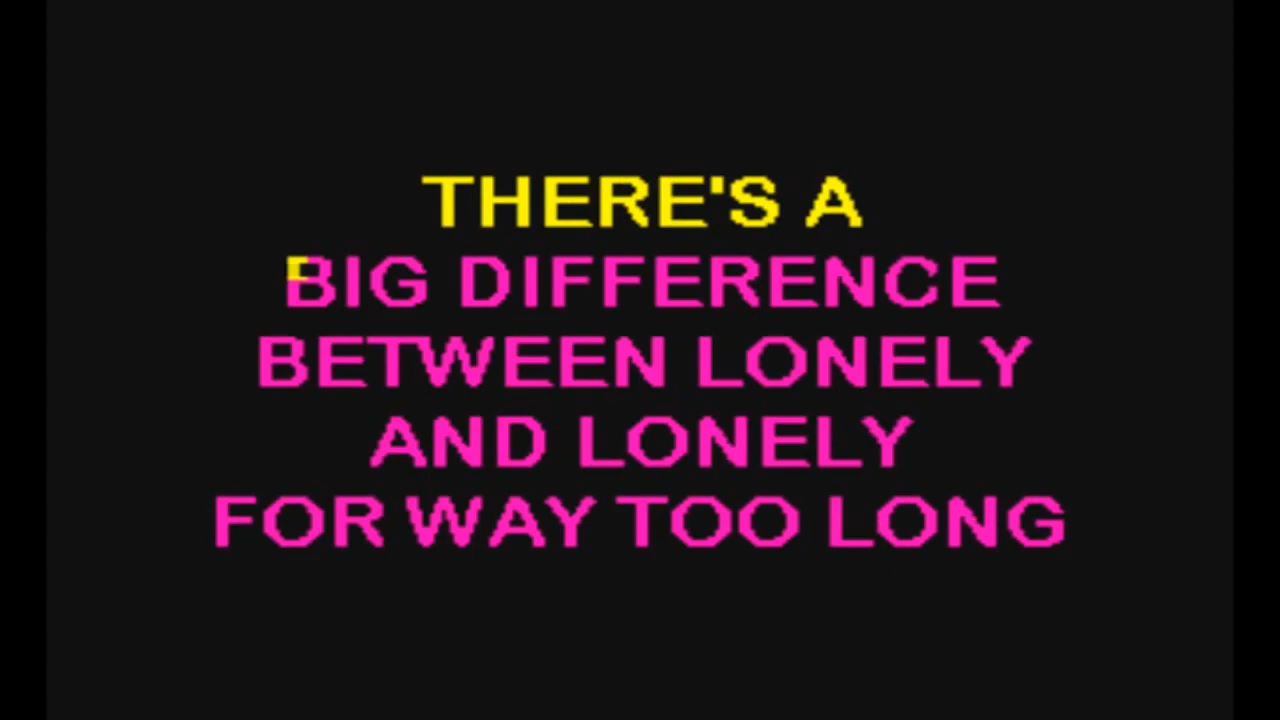 THERE'S A
BIG DIFFERENCE
BETWEEN LONELY
AND LONELY
FOR WAY TOO LONG